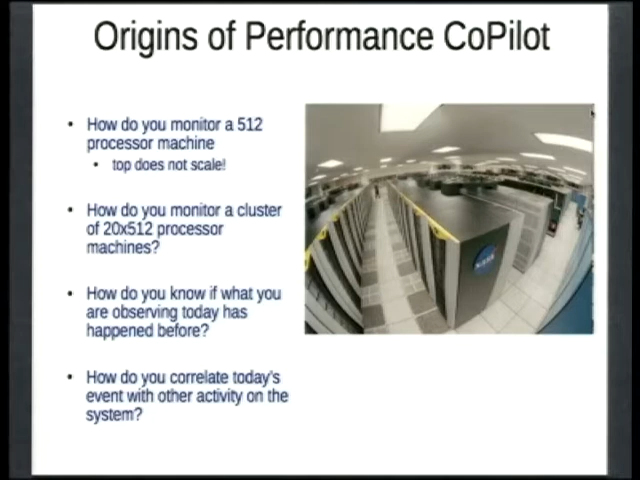 Origins of Performance CoPilot
• How do you monitor a 512
processor machine
• top does not scale!
• How do you monitor a cluster
of 20x512 processor
machines?
• How do you know if what you
are observing today has
happened before?
• How do you correlate today's
event with other activity on the
system?
NASA